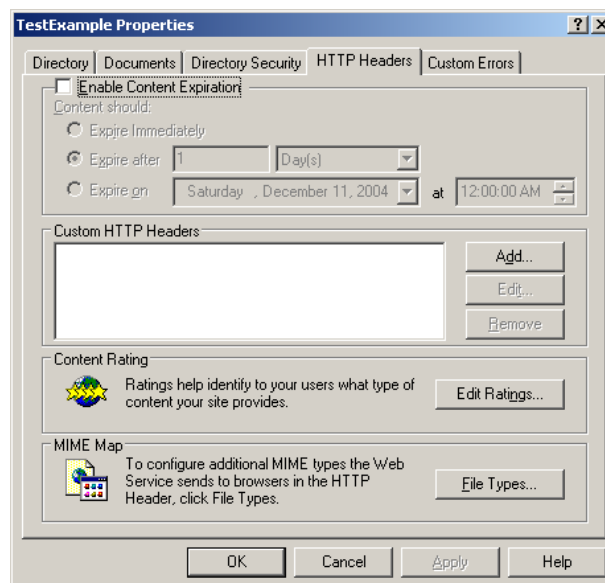 TestExample Properties
Directory Documents Directory Security HTTP Headers Custom Errors
Enable Content Expiration
Content should:
Expire Immediately
Expire after 1 Day(s)
Expire on Saturday , December 11, 2004 at 12:00:00 AM
Custom HTTP Headers
Add...
Edit...
Remove
Content Rating
Ratings help identify to your users what type of
content your site provides.
Edit Ratings...
MIME Map
To configure additional MIME types the Web
Service sends to browsers in the HTTP
Header, click File Types.
File Types...
OK Cancel Apply Help